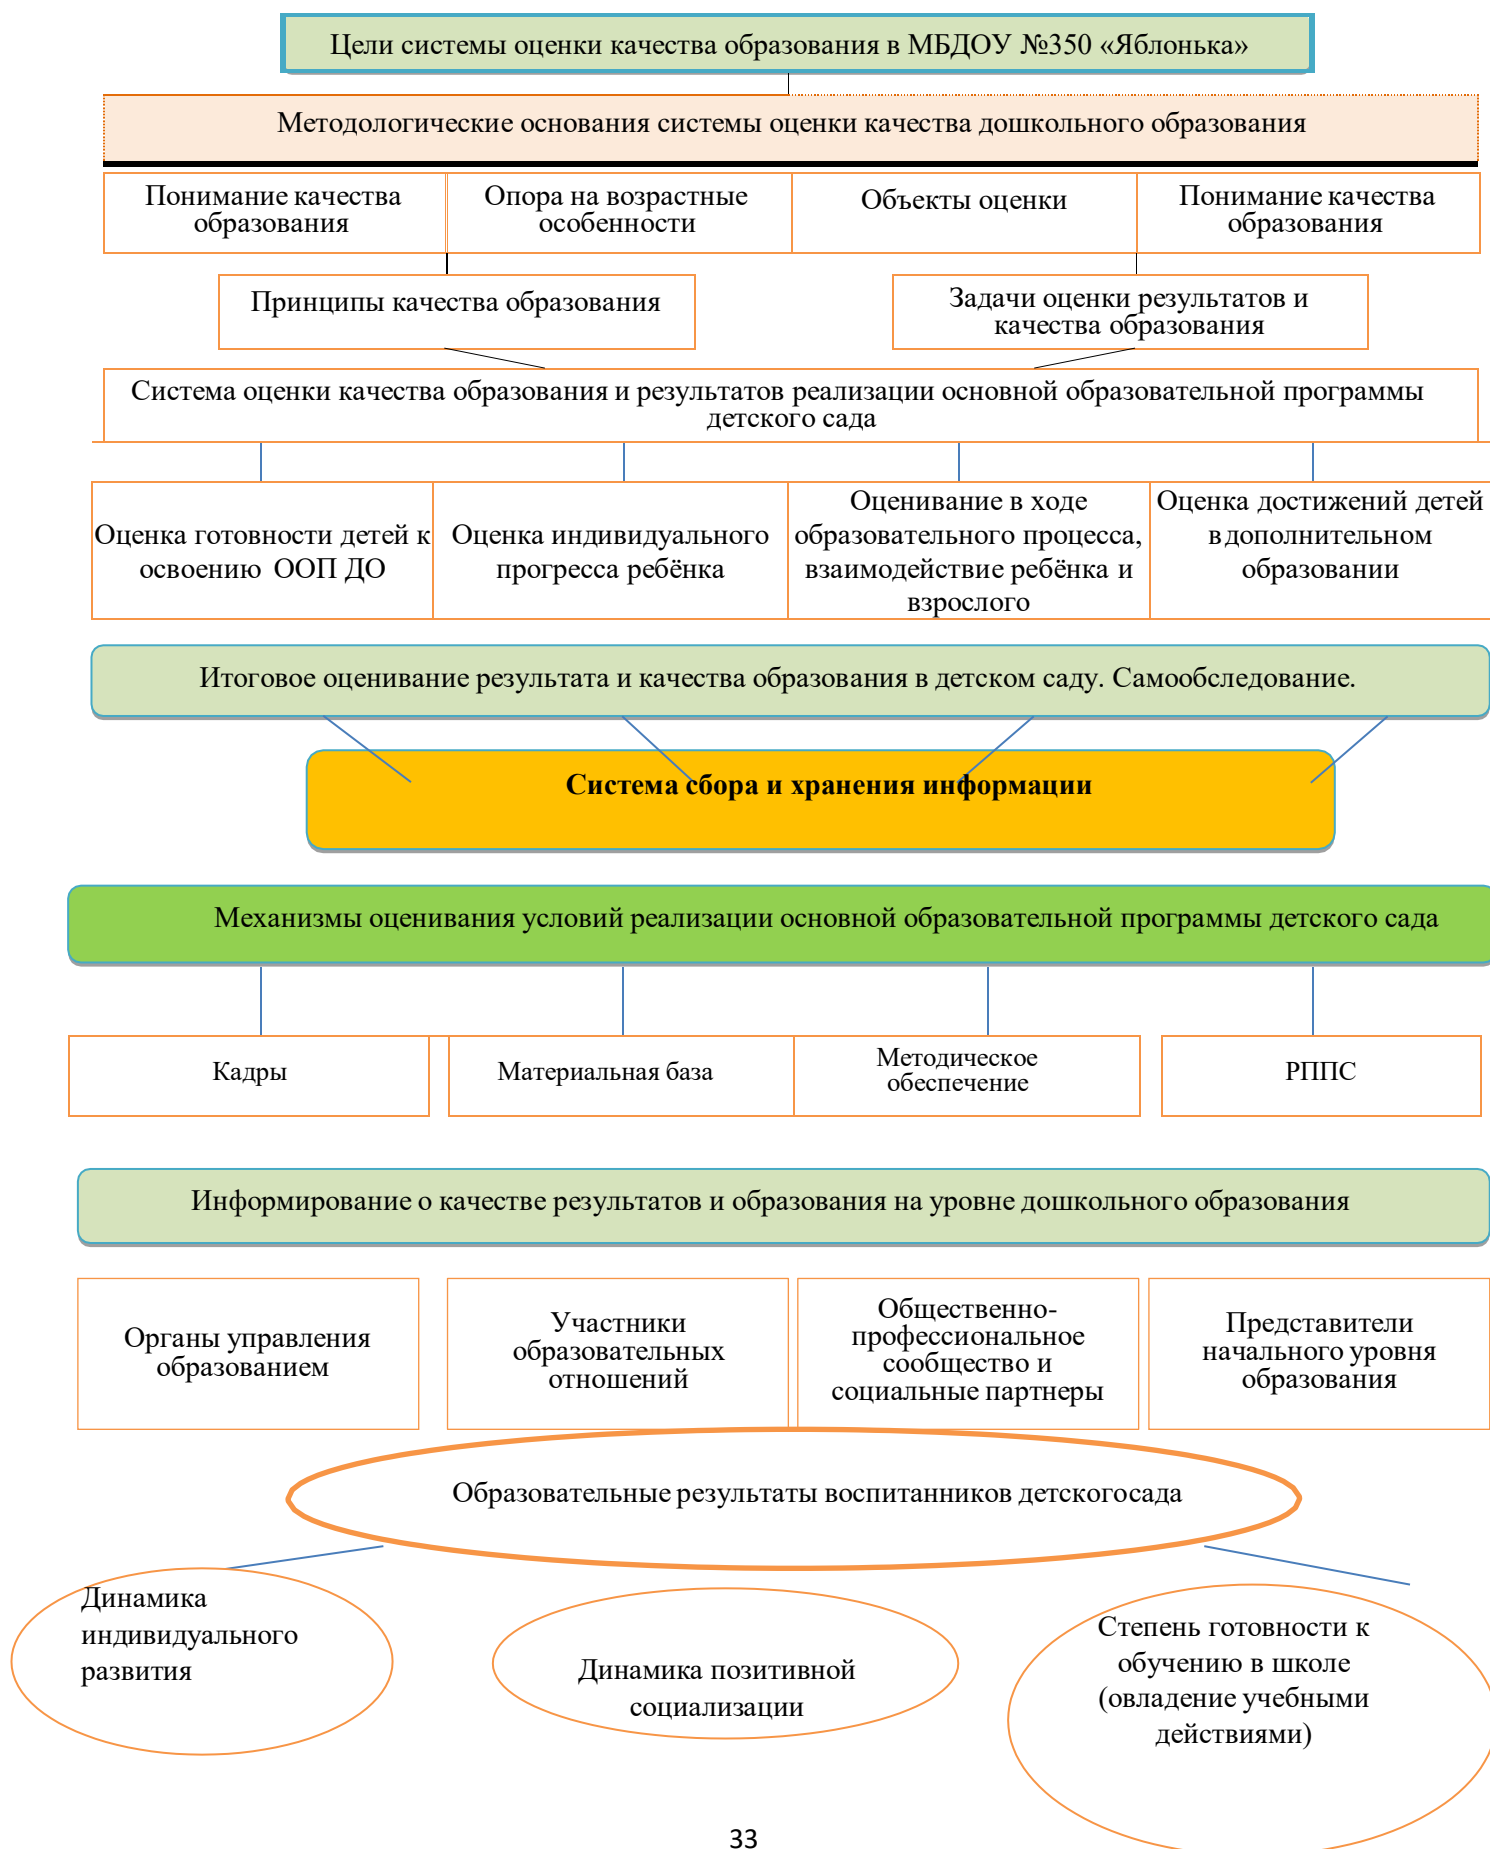 Цели системы оценки качества образования в МБДОУ №350 «Яблонька»
Методологические основания системы оценки качества дошкольного образования
Понимание качества
образования
Опора на возрастные
особенности
Объекты оценки
Понимание качества
образования
Принципы качества образования
Задачи оценки результатов и
качества образования
Система оценки качества образования и результатов реализации основной образовательной программы
детского сада
Оценка готовности детей к
освоению ООП ДО
Оценка индивидуального
прогресса ребёнка
Оценивание в ходе
образовательного процесса,
взаимодействие ребёнка и
взрослого
Оценка достижений детей
в дополнительном
образовании
Итоговое оценивание результата и качества образования в детском саду. Самообследование.
Система сбора и хранения информации
Механизмы оценивания условий реализации основной образовательной программы детского сада
Кадры
Материальная база
Методическое
обеспечение
РППС
Информирование о качестве результатов и образования на уровне дошкольного образования
Органы управления
образованием
Участники
образовательных
отношений
Общественно-
профессиональное
сообщество и
социальные партнеры
Представители
начального уровня
образования
Образовательные результаты воспитанников детскогосада
Динамика
индивидуального
развития
Динамика позитивной
социализации
Степень готовности к
обучению в школе
(овладение учебными
действиями)
33